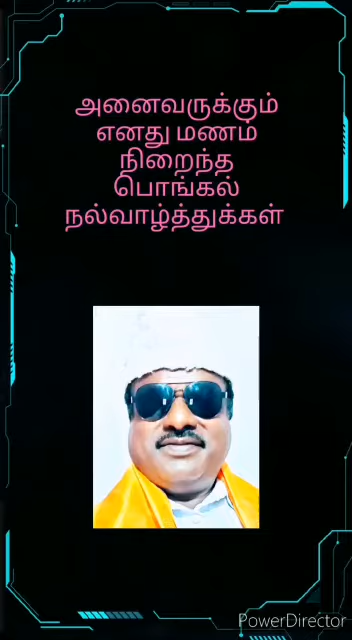 அனைவருக்கும்
எனது மணம்
நிறைந்த
பொங்கல்
நல்வாழ்த்துக்கள்
PowerDirector